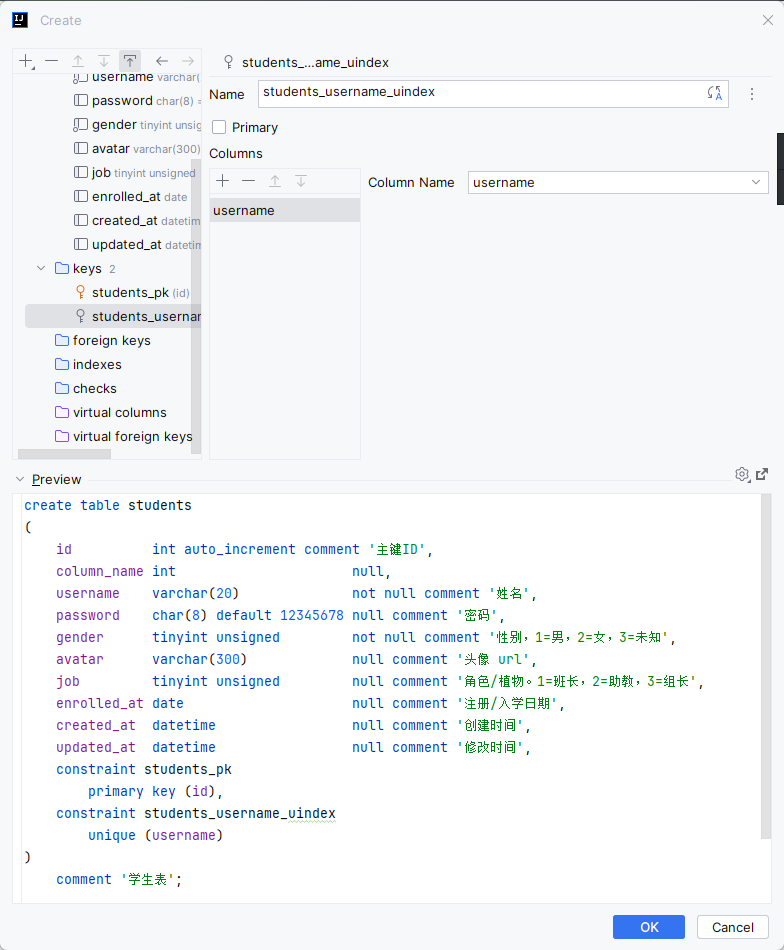 Create
username varchar(
password char(8) =
gender tinyint unsig
avatar varchar(300)
job tinyint unsigned
enrolled_at date
created_at datetim
updated_at datetim
keys 2
students_pk (id)
students_usernar
foreign keys
indexes
checks
virtual columns
virtual foreign keys
students_...ame_uindex
Name students_username_uindex
Primary
Columns
username
Column Name username
Preview
create table students
(
id int auto_increment comment '主键ID',
column_name int null,
username varchar(20) not null comment '姓名',
password char(8) default 12345678 null comment '密码',
gender tinyint unsigned not null comment '性别，1=男，2=女，3=未知',
avatar varchar(300) null comment '头像 url',
job tinyint unsigned null comment '角色/植物。1=班长，2=助教，3=组长',
enrolled_at date null comment '注册/入学日期',
created_at datetime null comment '创建时间',
updated_at datetime null comment '修改时间',
constraint students_pk
primary key (id),
constraint students_username_uindex
unique (username)
)
comment '学生表';
OK Cancel